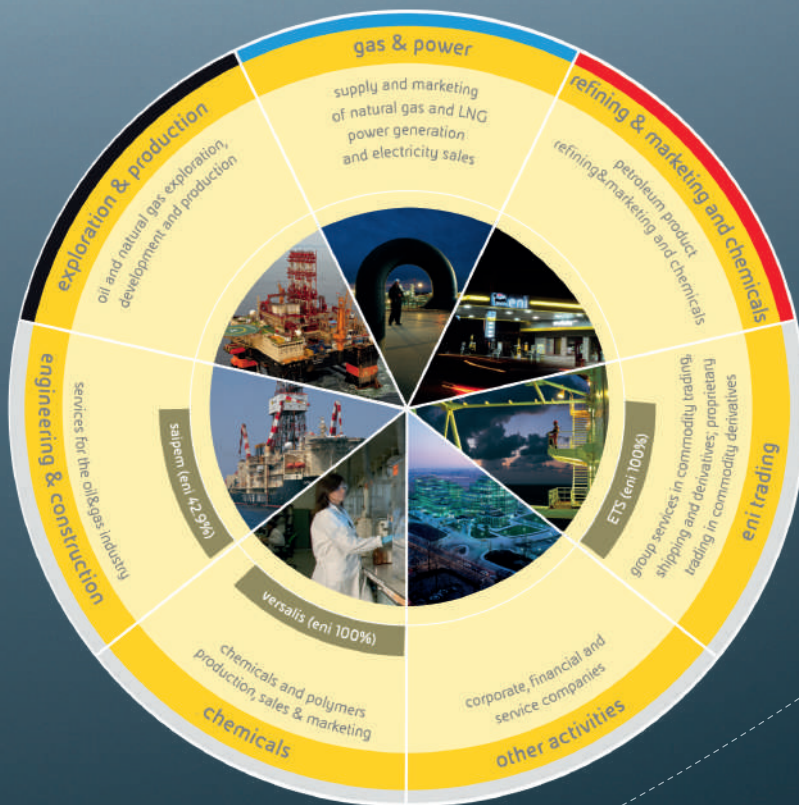 gas & power
supply and marketing
of natural gas and LNG
power generation
and electricity sales
refining & marketing and chemicals
petroleum product
refining&marketing and chemicals
eni
eni trading
group services in commodity trading,
shipping and derivatives; proprietary
trading in commodity derivatives
ETS (eni 100%)
other activities
corporate, financial and
service companies
chemicals
chemicals and polymers
production, sales & marketing
versalis (eni 100%)
engineering & construction
services for the oil&gas industry
saipem (eni 42.9%)
exploration & production
oil and natural gas exploration,
development and production